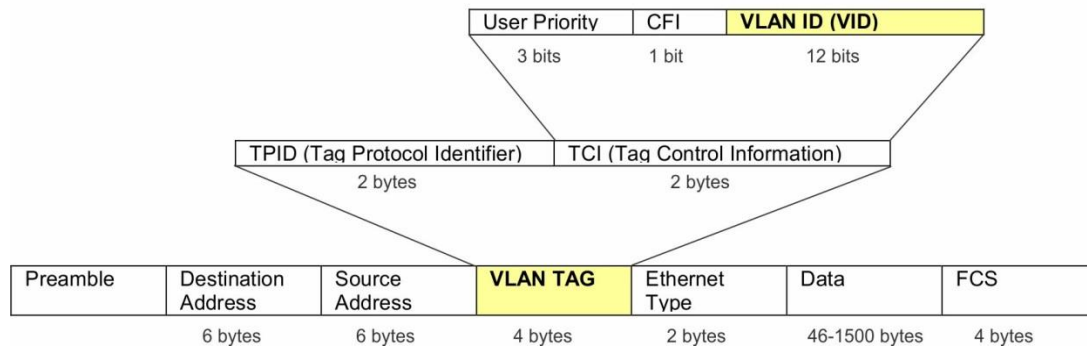 User Priority CFI VLAN ID (VID)
3 bits 1 bit 12 bits
TPID (Tag Protocol Identifier) TCI (Tag Control Information)
2 bytes 2 bytes
Preamble Destination Address Source Address VLAN TAG Ethernet Type Data FCS
6 bytes 6 bytes 4 bytes 2 bytes 46-1500 bytes 4 bytes